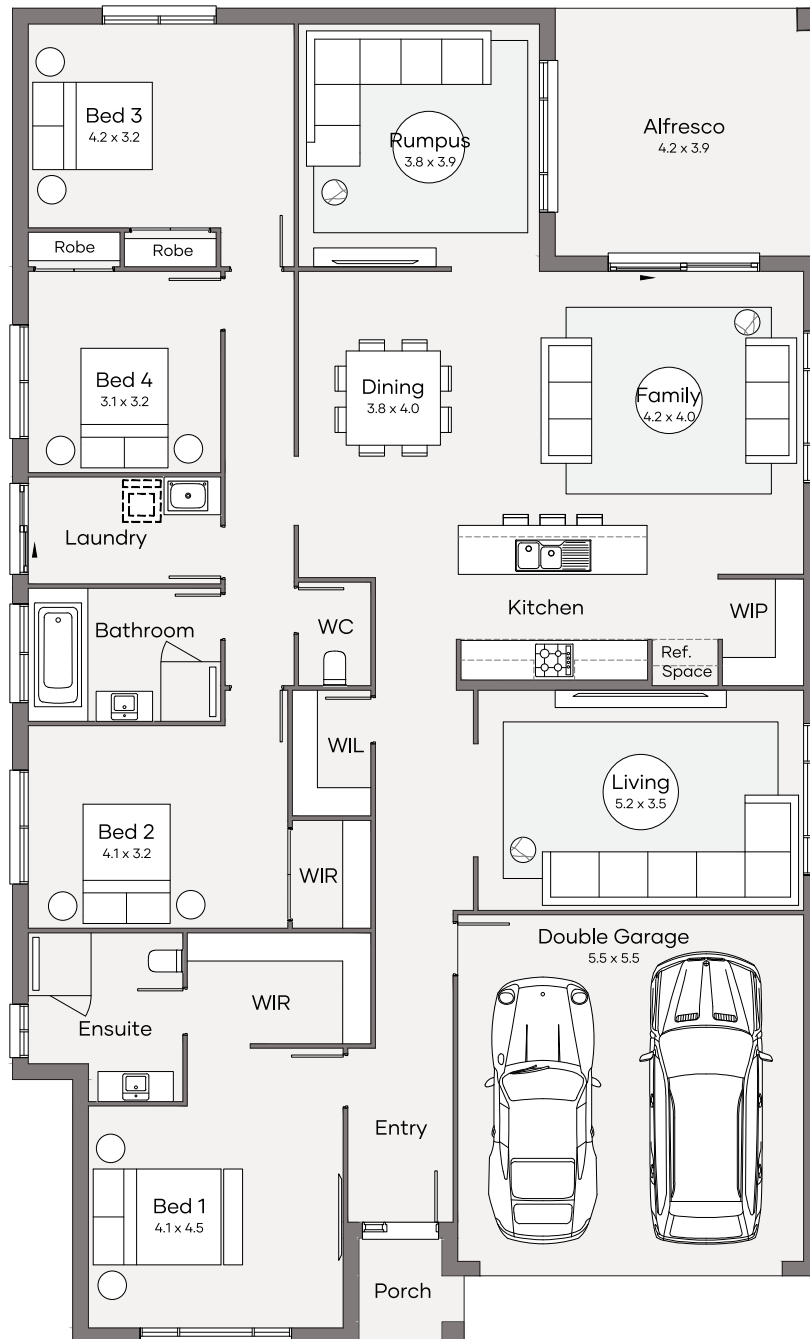 Bed 3
4.2 x 3.2
Rumpus
3.8 x 3.9
Alfresco
4.2 x 3.9
Robe
Robe
Bed 4
3.1 x 3.2
Dining
3.8 x 4.0
Family
4.2 x 4.0
Laundry
Bathroom
WC
Kitchen
WIP
Ref.
Space
WIL
Living
5.2 x 3.5
Bed 2
4.1 x 3.2
WIR
Double Garage
5.5 x 5.5
WIR
Ensuite
Entry
Bed 1
4.1 x 4.5
Porch